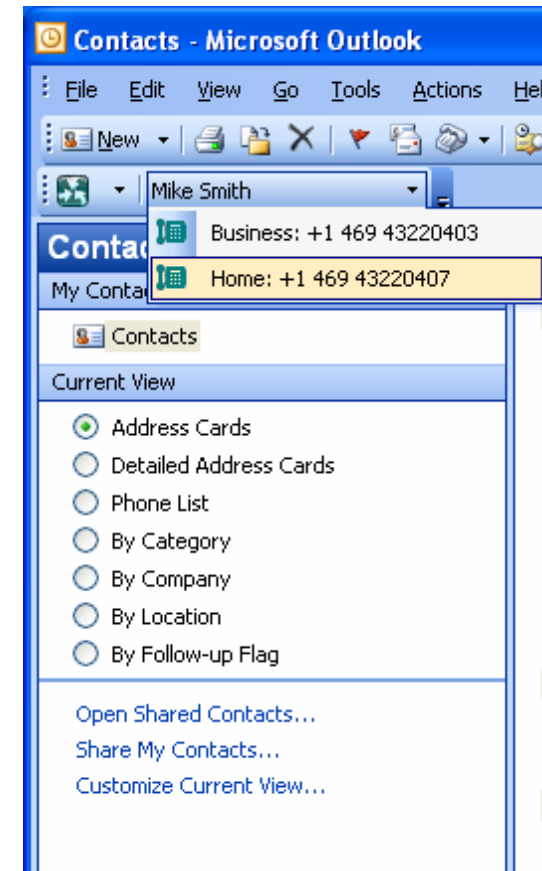 Contacts - Microsoft Outlook
File Edit View Go Tools Actions
New
Mike Smith
Business: +1 469 43220403
Home: +1 469 43220407
Contacts
Current View
Address Cards
Detailed Address Cards
Phone List
By Category
By Company
By Location
By Follow-up Flag
Open Shared Contacts...
Share My Contacts...
Customize Current View...